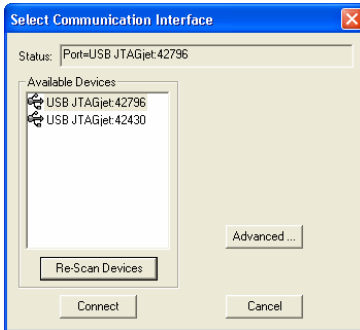 Select Communication Interface
Status: Port=USB JTAGjet:42796
Available Devices
USB JTAGjet:42796
USB JTAGjet:42430
Advanced ...
Re-Scan Devices
Connect Cancel